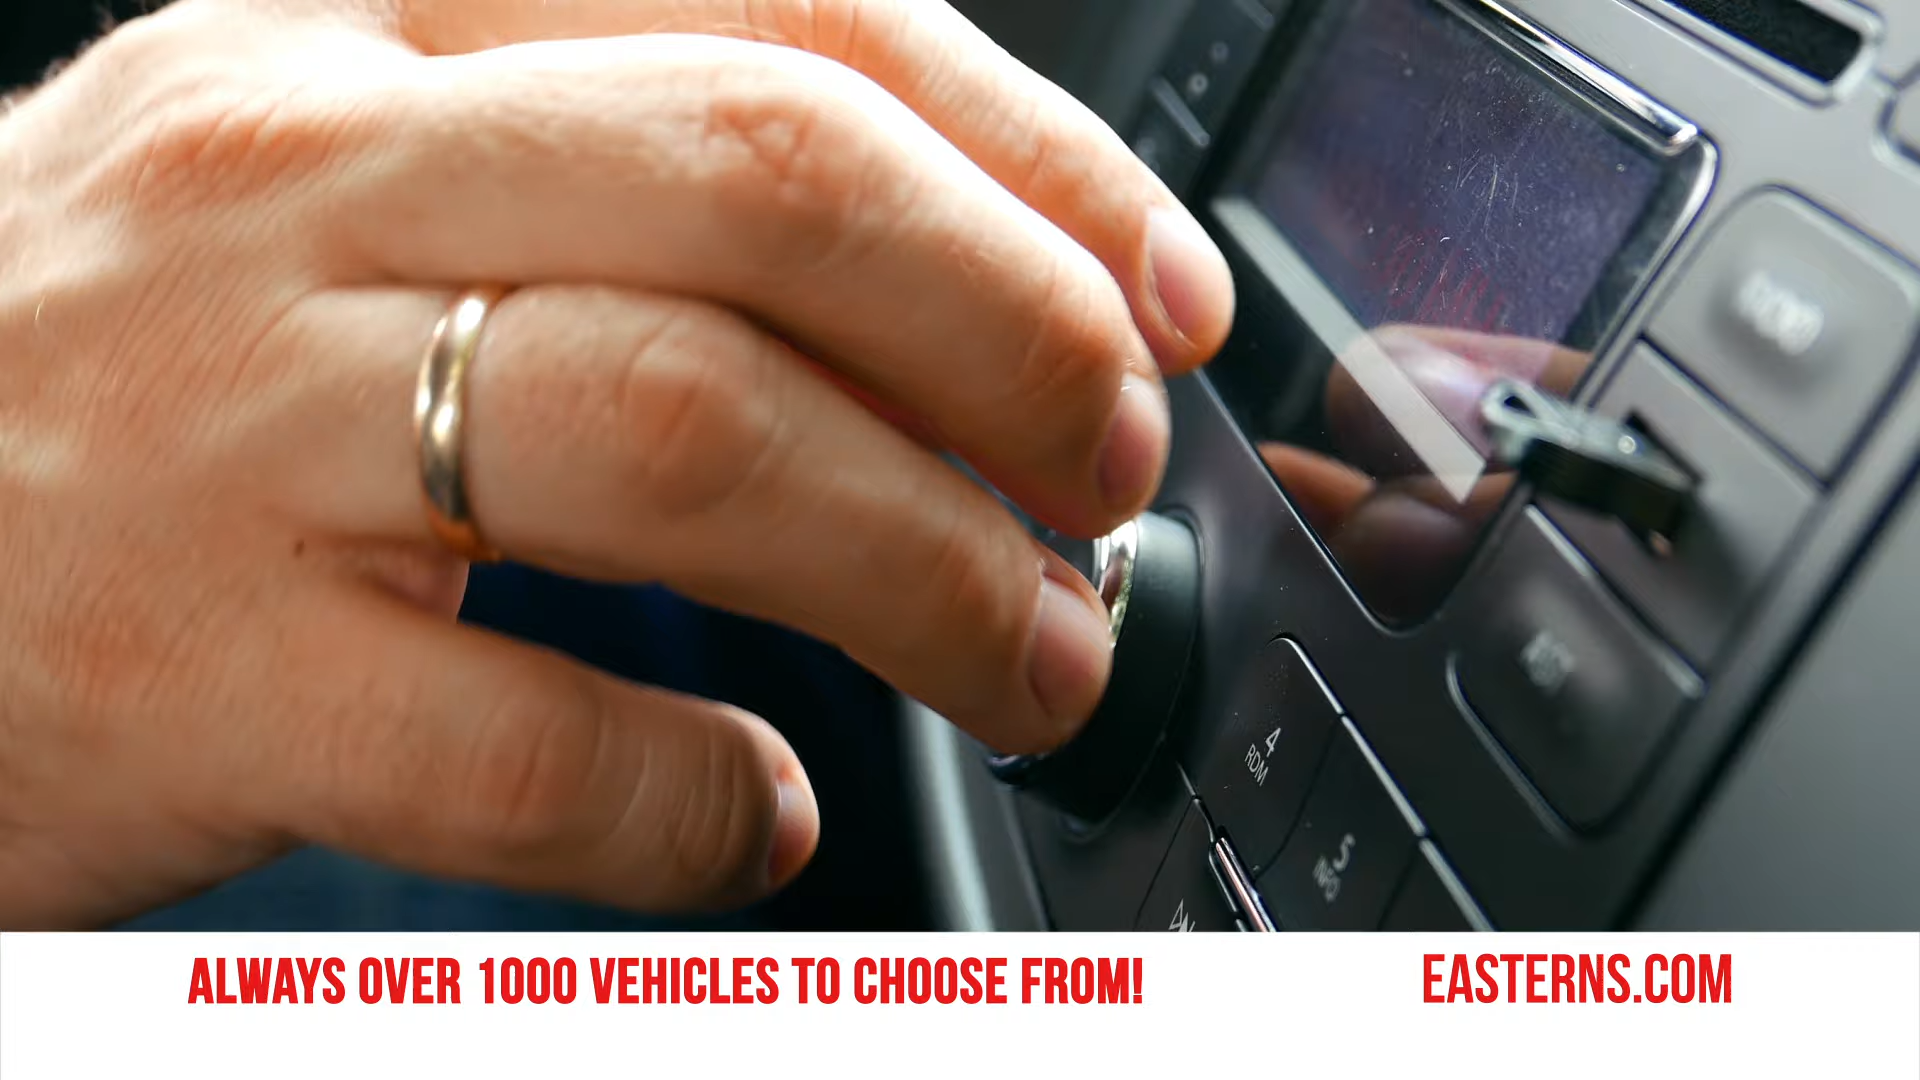 4
RDM
5
ALWAYS OVER 1000 VEHICLES TO CHOOSE FROM!
EASTERNS.COM